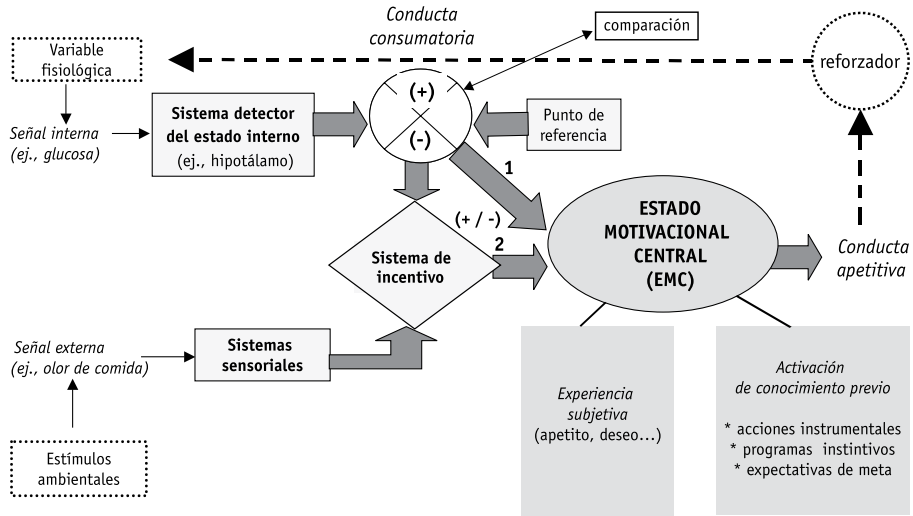 Conducta
consumatoria
comparación
Variable
fisiológica
reforzador
(+)
(-)
Señal interna
(ej., glucosa)
Sistema detector
del estado interno
(ej., hipotálamo)
Punto de
referencia
1
(+ / -)
2
ESTADO
MOTIVACIONAL
CENTRAL
(EMC)
Conducta
apetitiva
Sistema de
incentivo
Señal externa
(ej., olor de comida)
Sistemas
sensoriales
Estímulos
ambientales
Experiencia
subjetiva
(apetito, deseo...)
Activación
de conocimiento previo
* acciones instrumentales
* programas instintivos
* expectativas de meta